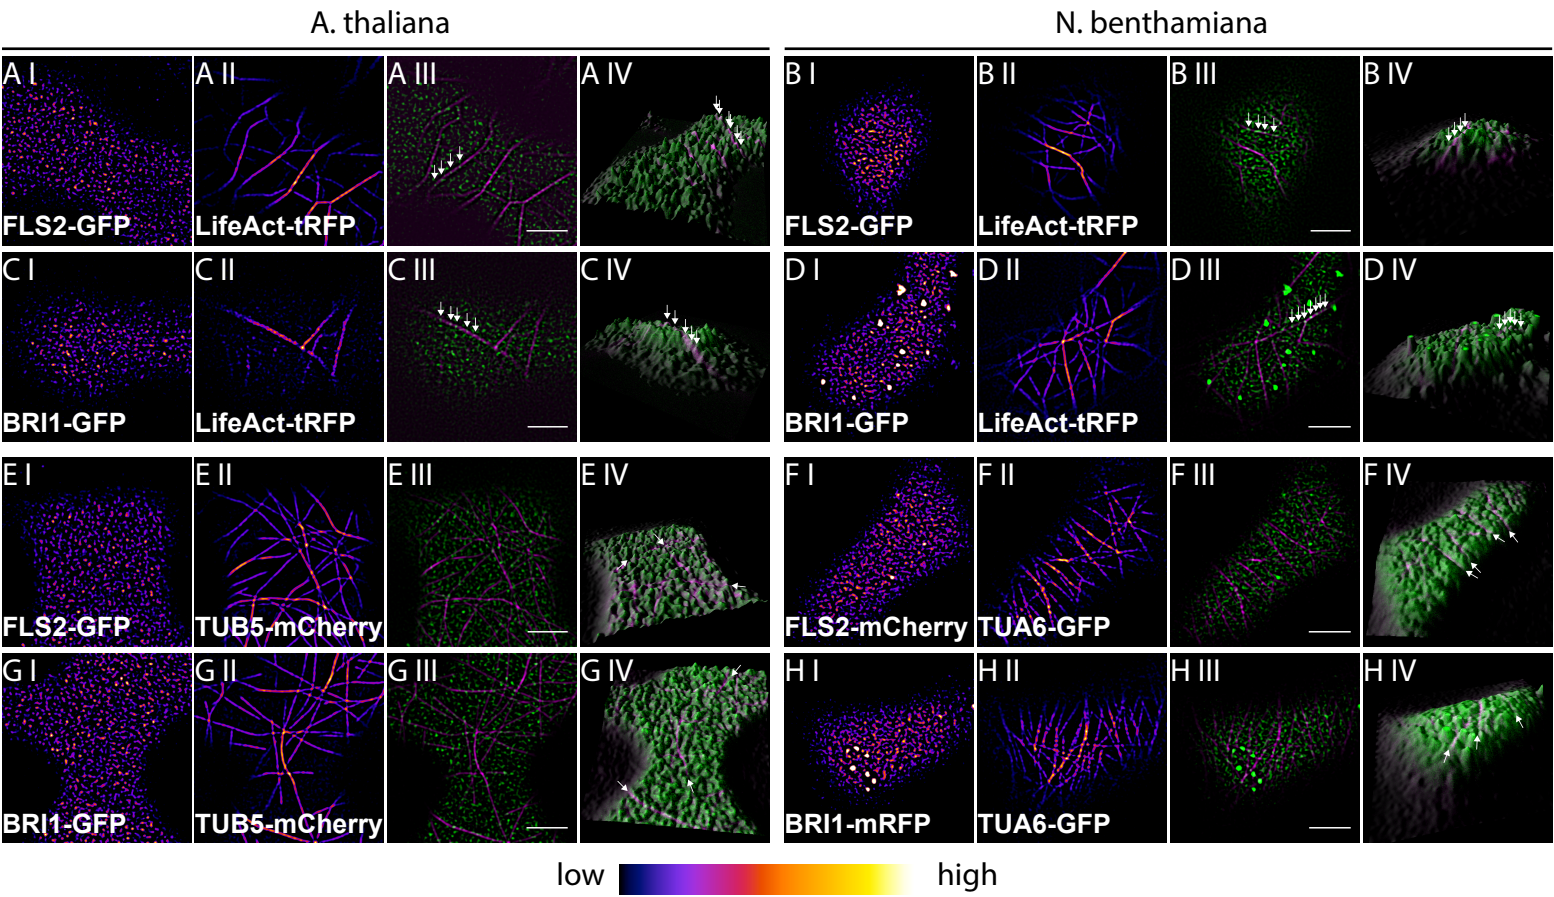 A. thaliana
N. benthamiana
A I
A II
A III
A IV
B I
B II
B III
B IV
FLS2-GFP
LifeAct-tRFP
FLS2-GFP
LifeAct-tRFP
C I
C II
C III
C IV
D I
D II
D III
D IV
BRI1-GFP
LifeAct-tRFP
BRI1-GFP
LifeAct-tRFP
E I
E II
E III
E IV
F I
F II
F III
F IV
FLS2-GFP
TUB5-mCherry
FLS2-mCherry
TUA6-GFP
G I
G II
G III
G IV
H I
H II
H III
H IV
BRI1-GFP
TUB5-mCherry
BRI1-mRFP
TUA6-GFP
low
high